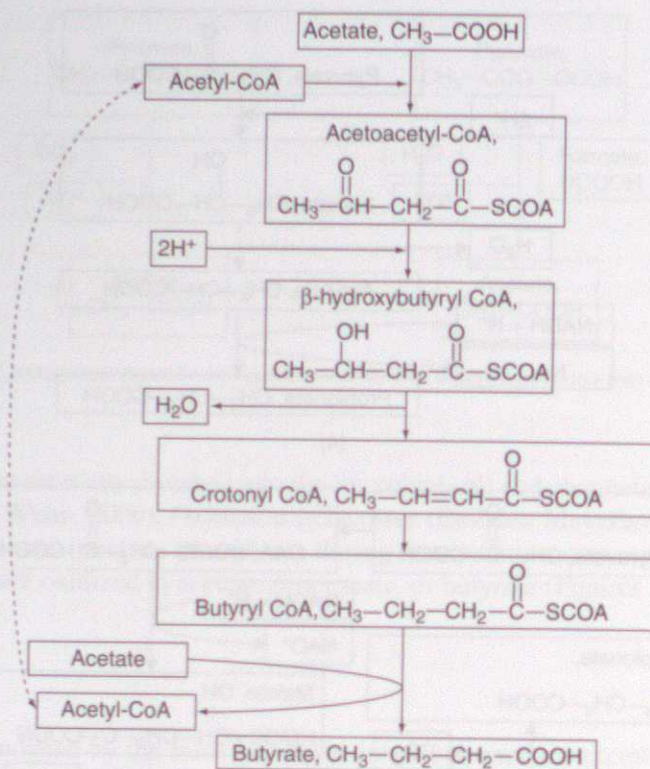 Acetate, CH₃–COOH
Acetyl-CoA
Acetoacetyl-CoA,
O O
CH₃–CH–CH₂–C–SCOA
2H⁺
β-hydroxybutyryl CoA,
OH O
CH₃–CH–CH₂–C–SCOA
H₂O
O
Crotonyl CoA, CH₃–CH=CH–C–SCOA
O
Butyryl CoA, CH₃–CH₂–CH₂–C–SCOA
Acetate
Acetyl-CoA
Butyrate, CH₃–CH₂–CH₂–COOH